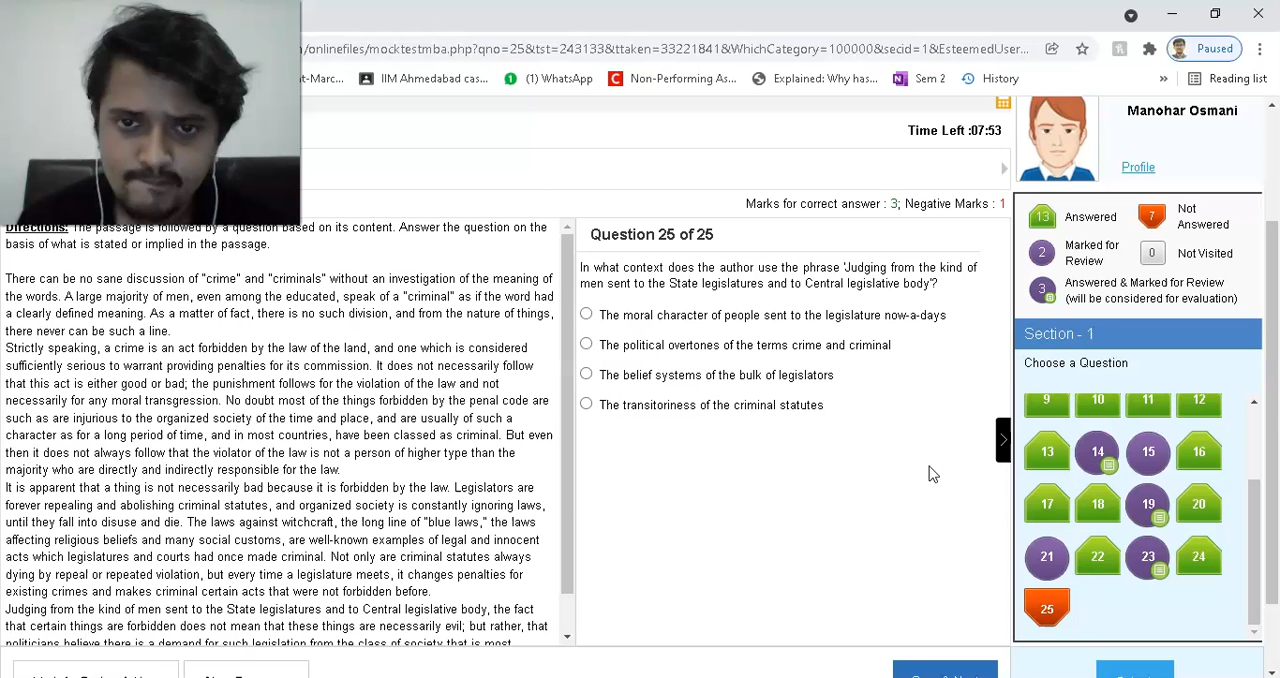 /onlinefiles/mocktestmba.php?qno=25&tst=243133&ttaken=33221841&WhichCategory=100000&secid=1&EsteemedUser...
Paused
t-Marc...
IIM Ahmedabad cas...
(1) WhatsApp
Non-Performing As...
Explained: Why has...
Sem 2
History
»
Reading list
Manohar Osmani
Profile
Time Left :07:53
Marks for correct answer : 3; Negative Marks : 1
Directions: The passage is followed by a question based on its content. Answer the question on the
basis of what is stated or implied in the passage.
There can be no sane discussion of "crime" and "criminals" without an investigation of the meaning of
the words. A large majority of men, even among the educated, speak of a "criminal" as if the word had
a clearly defined meaning. As a matter of fact, there is no such division, and from the nature of things,
there never can be such a line.
Strictly speaking, a crime is an act forbidden by the law of the land, and one which is considered
sufficiently serious to warrant providing penalties for its commission. It does not necessarily follow
that this act is either good or bad; the punishment follows for the violation of the law and not
necessarily for any moral transgression. No doubt most of the things forbidden by the penal code are
such as are injurious to the organized society of the time and place, and are usually of such a
character as for a long period of time, and in most countries, have been classed as criminal. But even
then it does not always follow that the violator of the law is not a person of higher type than the
majority who are directly and indirectly responsible for the law.
It is apparent that a thing is not necessarily bad because it is forbidden by the law. Legislators are
forever repealing and abolishing criminal statutes, and organized society is constantly ignoring laws,
until they fall into disuse and die. The laws against witchcraft, the long line of "blue laws," the laws
affecting religious beliefs and many social customs, are well-known examples of legal and innocent
acts which legislatures and courts had once made criminal. Not only are criminal statutes always
dying by repeal or repeated violation, but every time a legislature meets, it changes penalties for
existing crimes and makes criminal certain acts that were not forbidden before.
Judging from the kind of men sent to the State legislatures and to Central legislative body, the fact
that certain things are forbidden does not mean that these things are necessarily evil; but rather, that
politicians believe there is a demand for such legislation from the class of society that is most
Question 25 of 25
In what context does the author use the phrase 'Judging from the kind of
men sent to the State legislatures and to Central legislative body'?
The moral character of people sent to the legislature now-a-days
The political overtones of the terms crime and criminal
The belief systems of the bulk of legislators
The transitoriness of the criminal statutes
13 Answered
7 Not
Answered
2 Marked for
Review
0 Not Visited
3 Answered & Marked for Review
(will be considered for evaluation)
Section - 1
Choose a Question
9 10 11 12
13 14 15 16
17 18 19 20
21 22 23 24
25